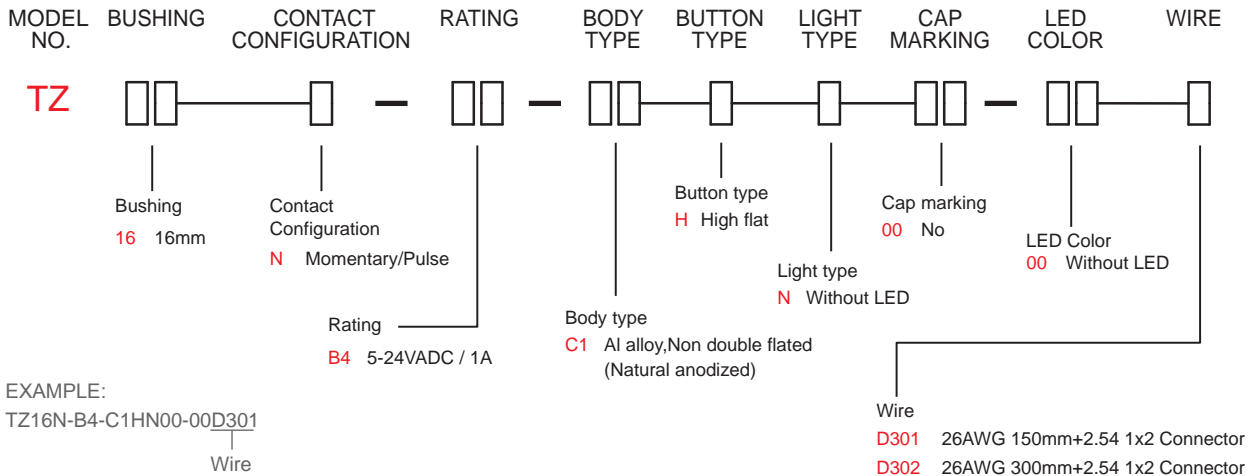 MODEL NO.
BUSHING
CONTACT CONFIGURATION
RATING
BODY TYPE
BUTTON TYPE
LIGHT TYPE
CAP MARKING
LED COLOR
WIRE
TZ
Bushing
16 16mm
Contact
Configuration
N Momentary/Pulse
Rating
B4 5-24VADC / 1A
Body type
C1 Al alloy,Non double flated
(Natural anodized)
Button type
H High flat
Light type
N Without LED
Cap marking
00 No
LED Color
00 Without LED
Wire
D301 26AWG 150mm+2.54 1x2 Connector
D302 26AWG 300mm+2.54 1x2 Connector
EXAMPLE:
TZ16N-B4-C1HN00-00D301
Wire